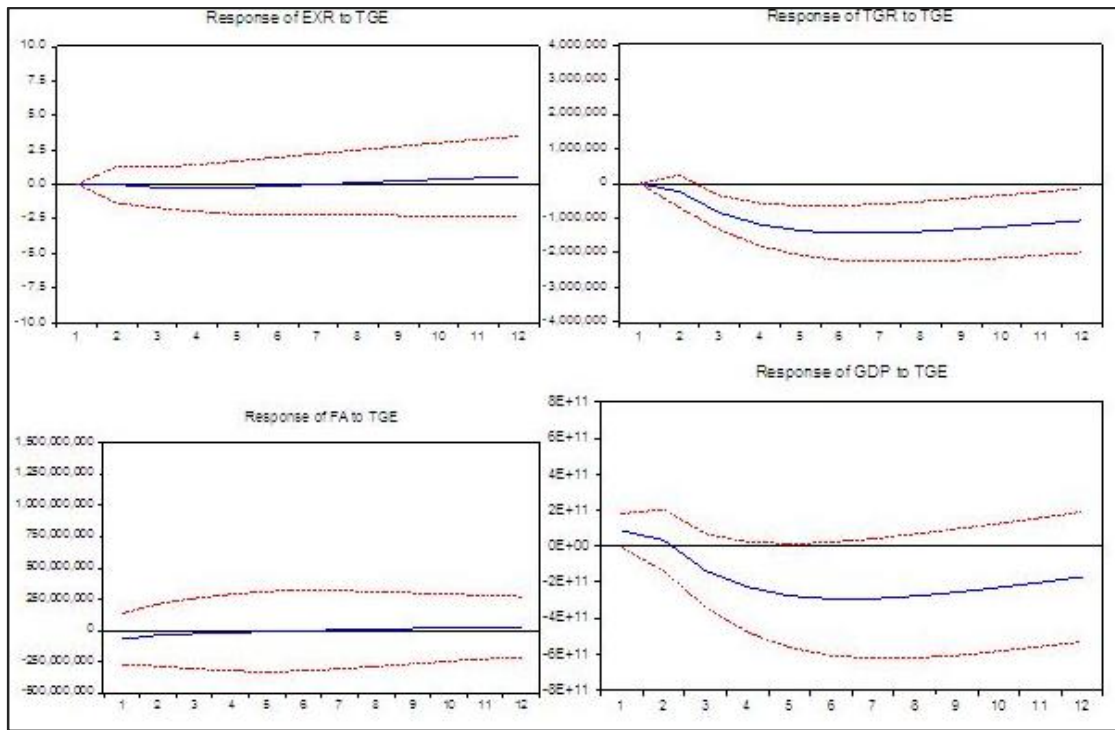 Response of EXR to TGE
10.0
7.5
5.0
2.5
0.0
-2.5
-5.0
-7.5
-10.0
1 2 3 4 5 6 7 8 9 10 11 12
Response of TGR to TGE
4,000,000
3,000,000
2,000,000
1,000,000
0
-1,000,000
-2,000,000
-3,000,000
-4,000,000
1 2 3 4 5 6 7 8 9 10 11 12
Response of FA to TGE
1,500,000,000
1,250,000,000
1,000,000,000
750,000,000
500,000,000
250,000,000
0
-250,000,000
-500,000,000
1 2 3 4 5 6 7 8 9 10 11 12
Response of GDP to TGE
8E+11
6E+11
4E+11
2E+11
0E+00
-2E+11
-4E+11
-6E+11
-8E+11
1 2 3 4 5 6 7 8 9 10 11 12